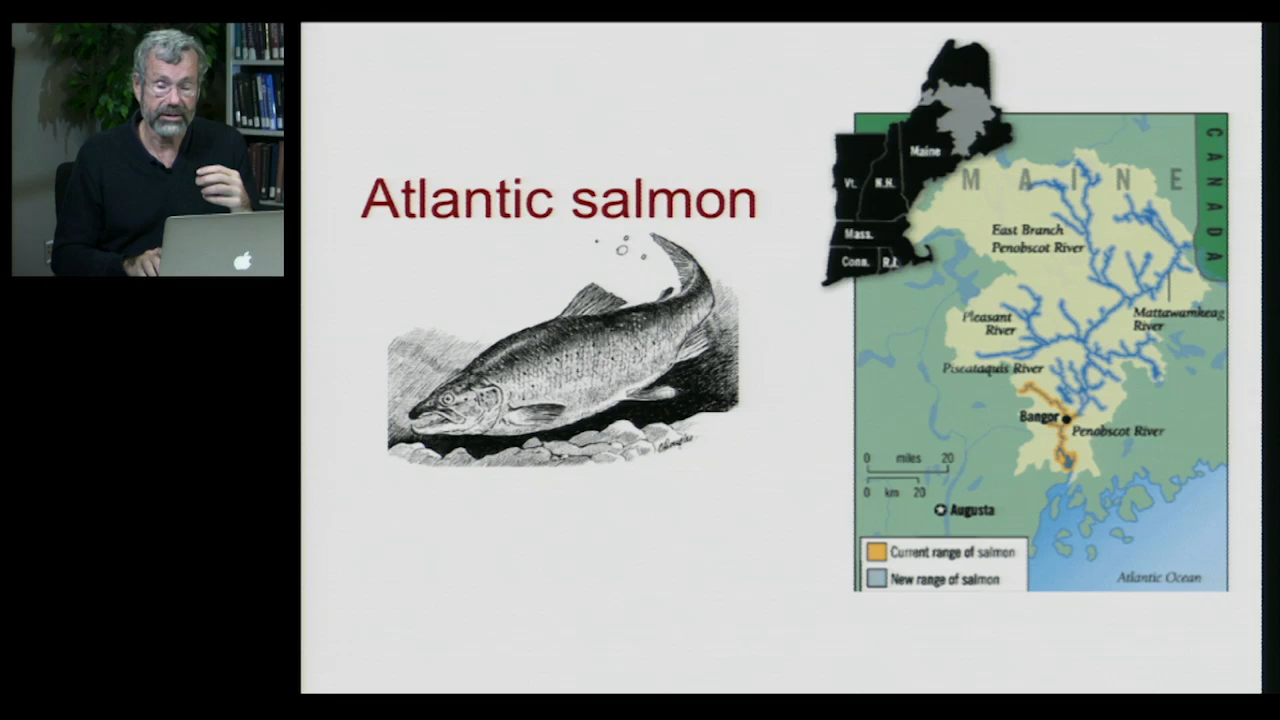 Atlantic salmon
Maine
Vt.
N.H.
Mass.
Conn.
R.I.
MAINE
CANADA
East Branch
Penobscot River
Pleasant
River
Mattawamkeag
River
Piscataquis River
Bangor
Penobscot River
0 miles 20
0 km 20
Augusta
Current range of salmon
New range of salmon
Atlantic Ocean